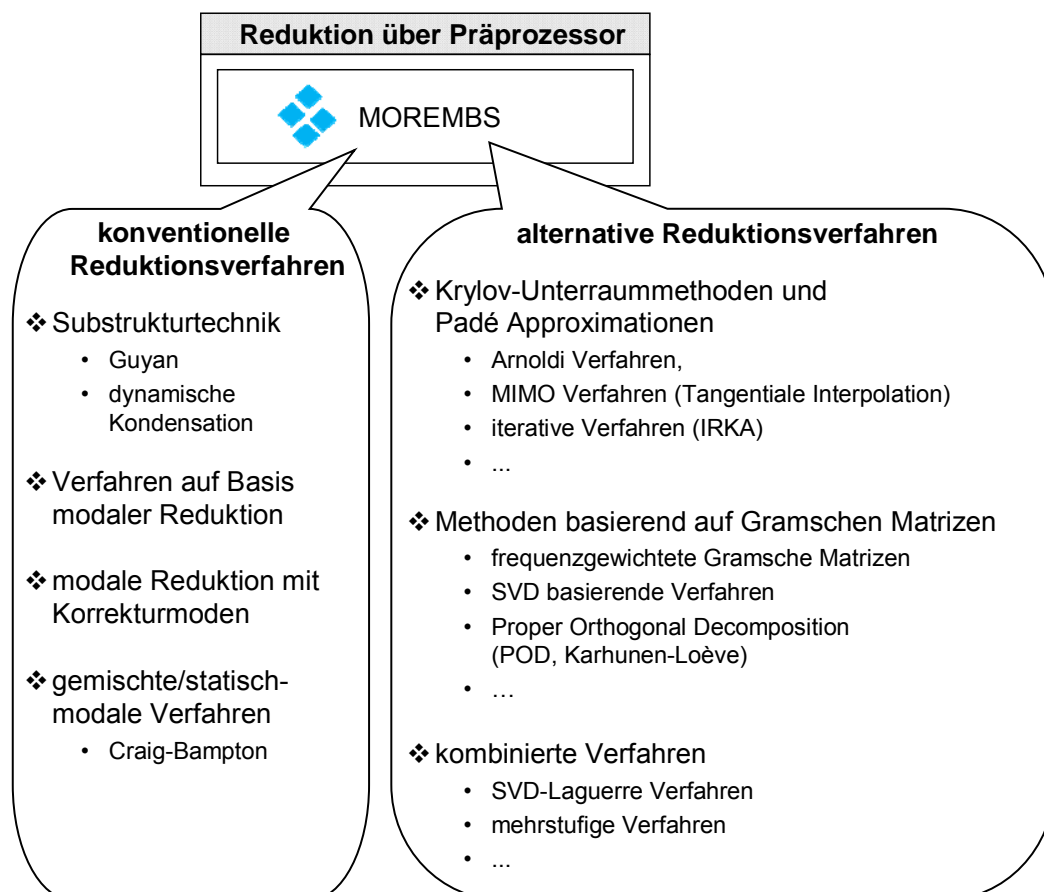 Reduktion über Präprozessor
MOREMBS
konventionelle
Reduktionsverfahren
❖ Substrukturtechnik
• Guyan
• dynamische
Kondensation
❖ Verfahren auf Basis
modaler Reduktion
❖ modale Reduktion mit
Korrekturmoden
❖ gemischte/statisch-
modale Verfahren
• Craig-Bampton
alternative Reduktionsverfahren
❖ Krylov-Unterraummethoden und
Padé Approximationen
• Arnoldi Verfahren,
• MIMO Verfahren (Tangentiale Interpolation)
• iterative Verfahren (IRKA)
• ...
❖ Methoden basierend auf Gramschen Matrizen
• frequenzgewichtete Gramsche Matrizen
• SVD basierende Verfahren
• Proper Orthogonal Decomposition
(POD, Karhunen-Loève)
• …
❖ kombinierte Verfahren
• SVD-Laguerre Verfahren
• mehrstufige Verfahren
• ...